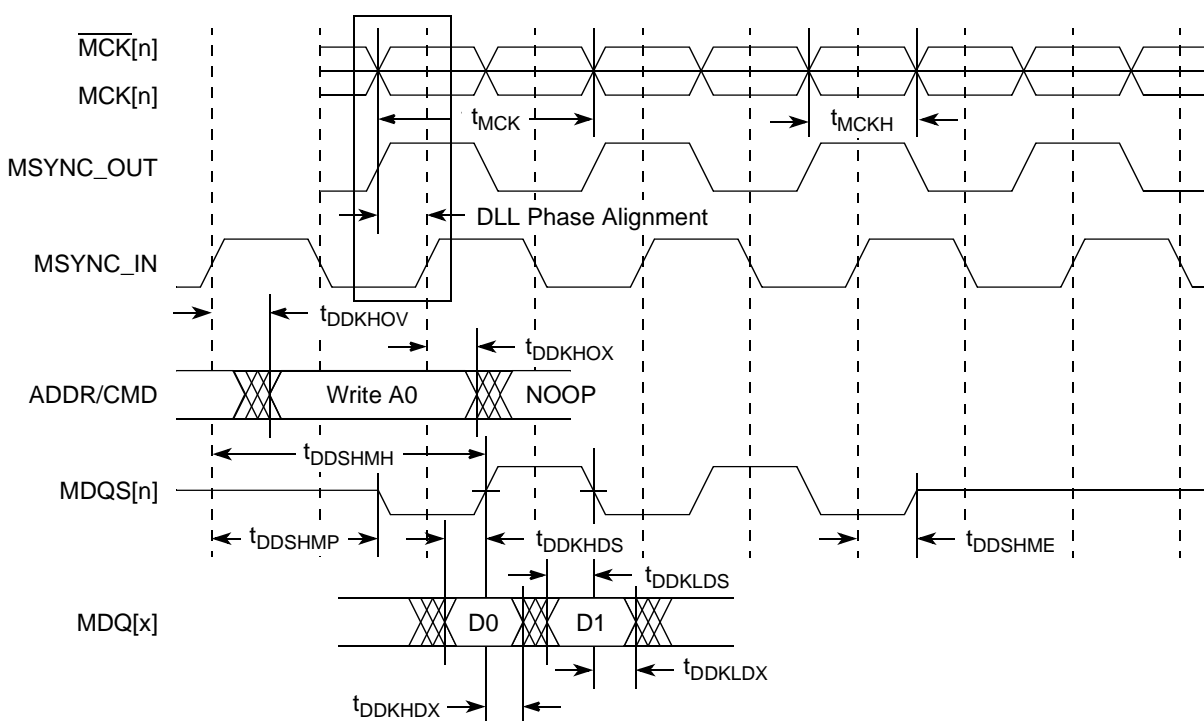 MCK[n]
MCK[n]
tMCK
tMCKH
MSYNC_OUT
DLL Phase Alignment
MSYNC_IN
tDDKHOV
tDDKHOX
ADDR/CMD
Write A0
NOOP
tDDSHMH
MDQS[n]
tDDSHMP
tDDKHDS
tDDSHME
tDDKLDS
MDQ[x]
D0
D1
tDDKLDX
tDDKHDX